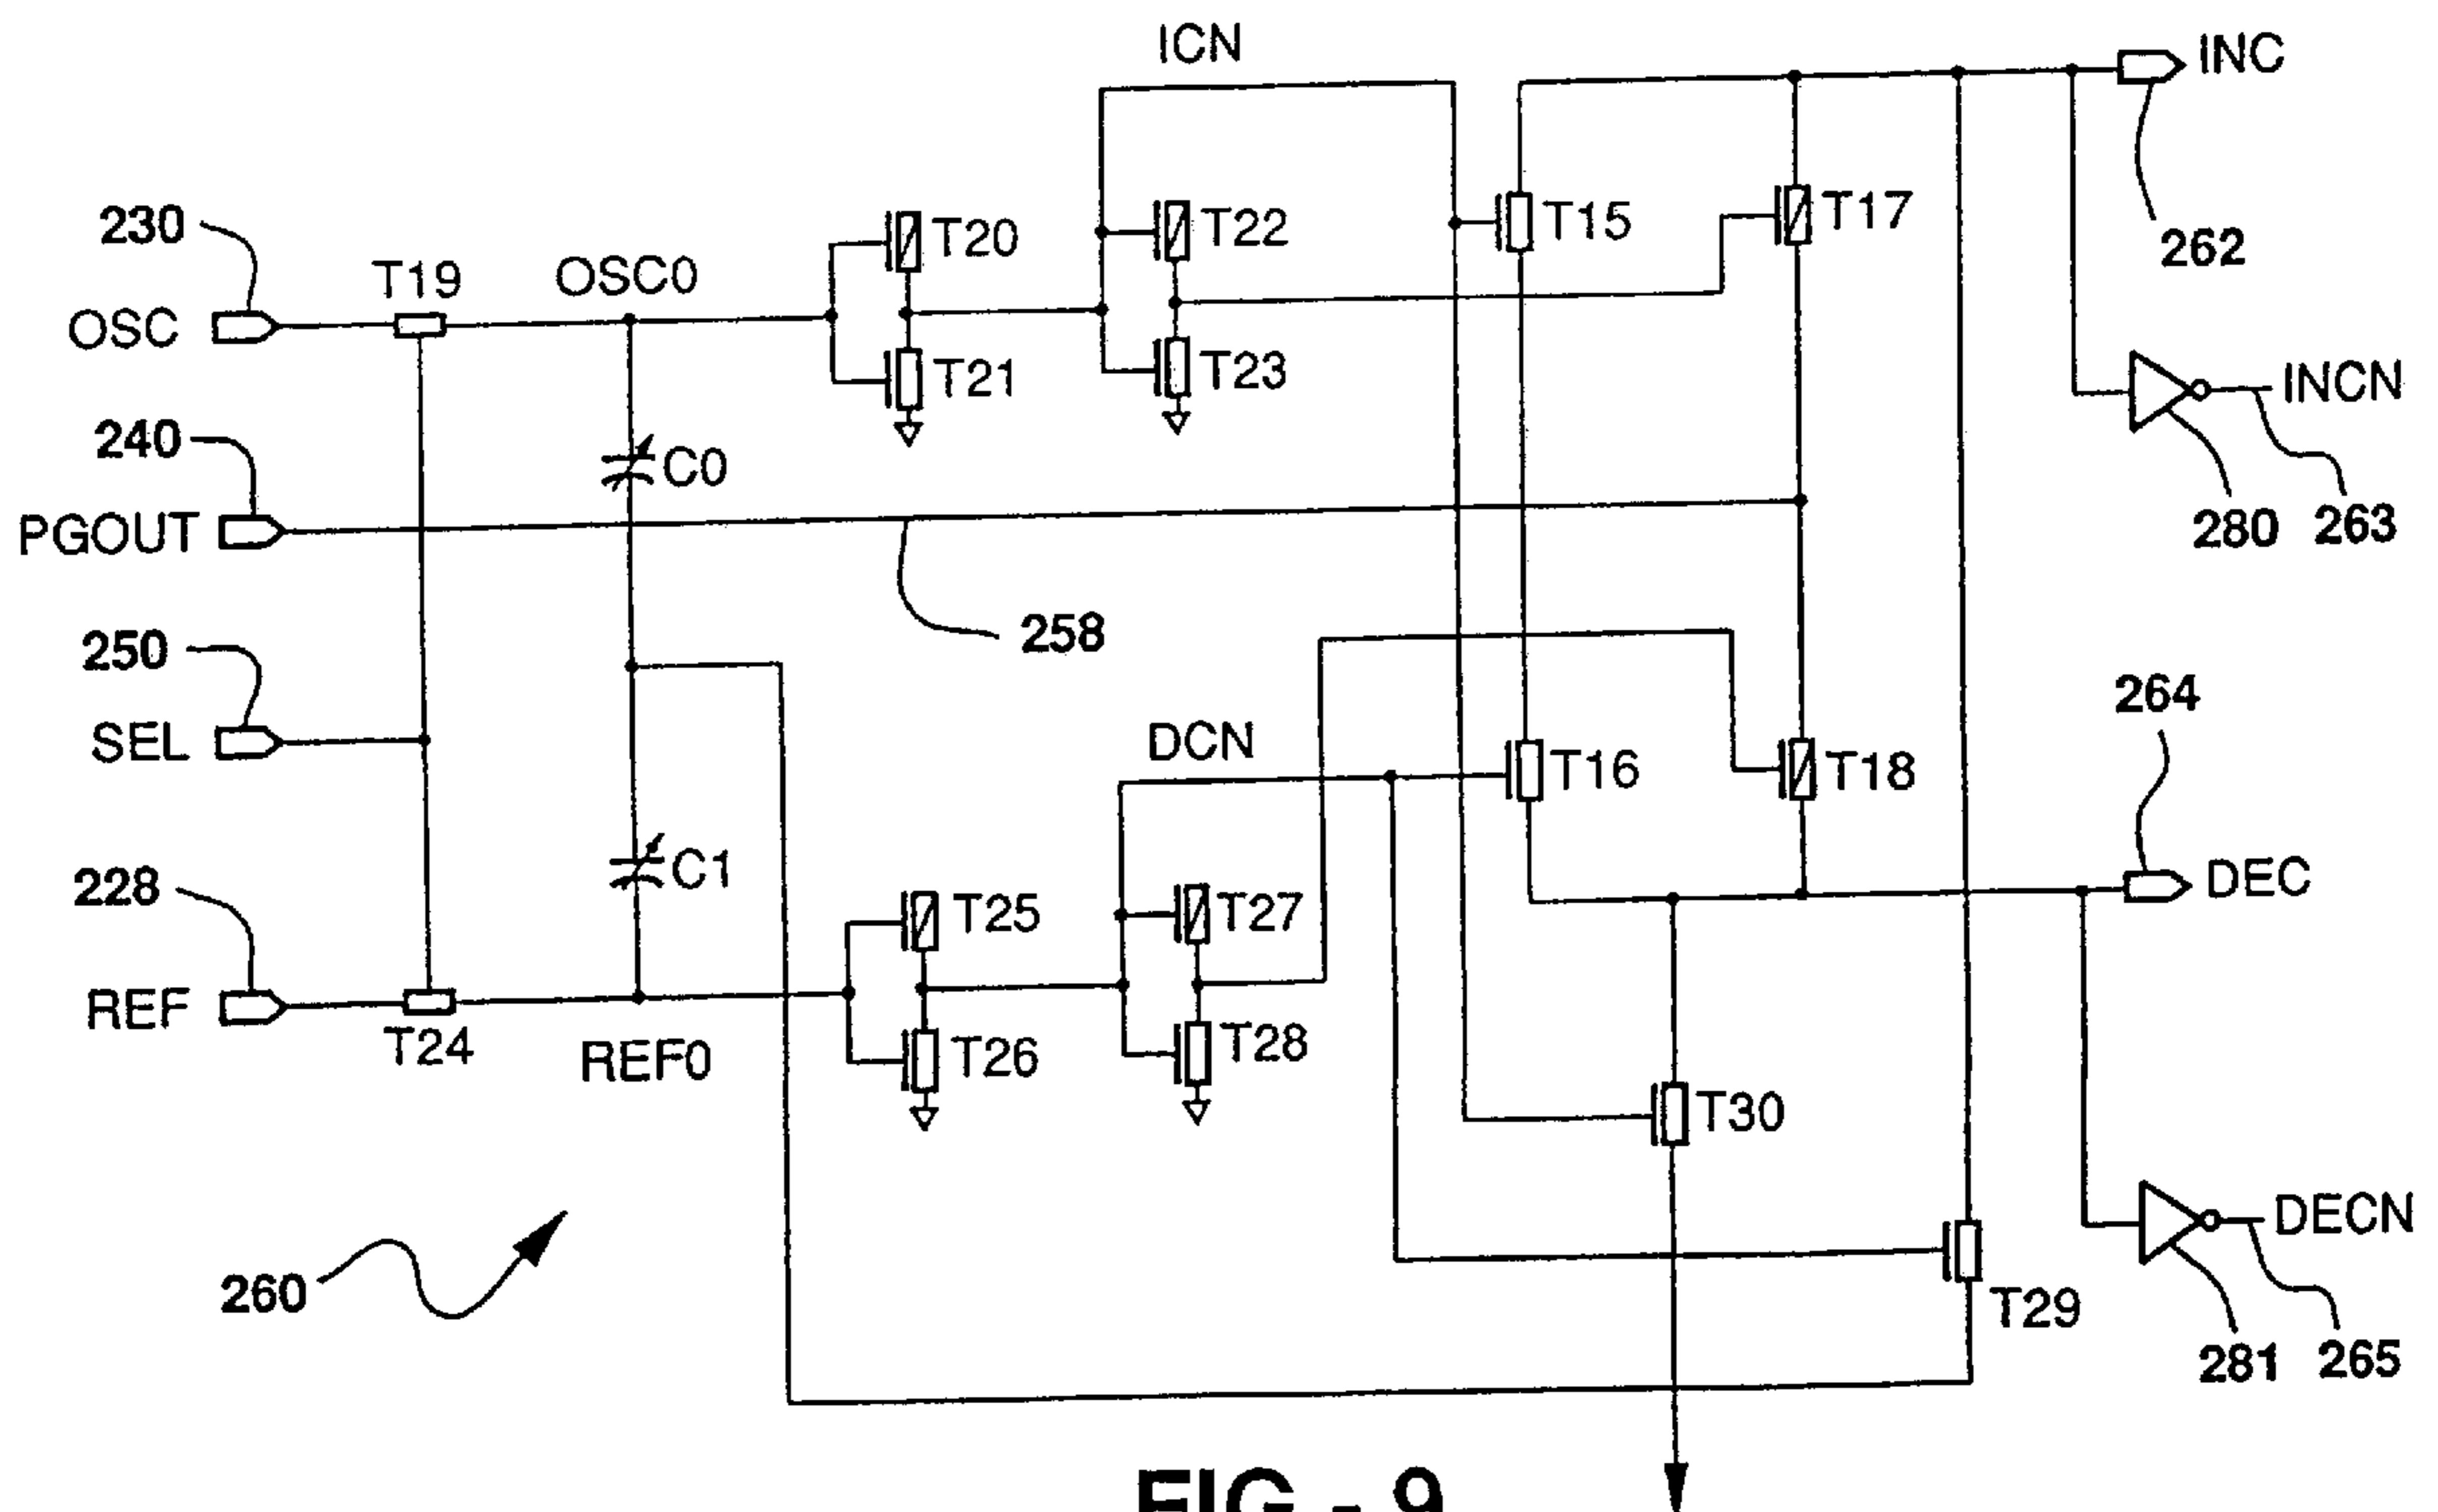 ICN
INC
230
T19
OSC0
T20
T22
T15
T17
262
OSC
T21
T23
INCN
240
C0
PGOUT
280
263
250
258
264
SEL
DCN
T16
T18
228
C1
T25
T27
DEC
REF
T24
REF0
T26
T28
T30
260
DECN
T29
281
265
FIG - 9